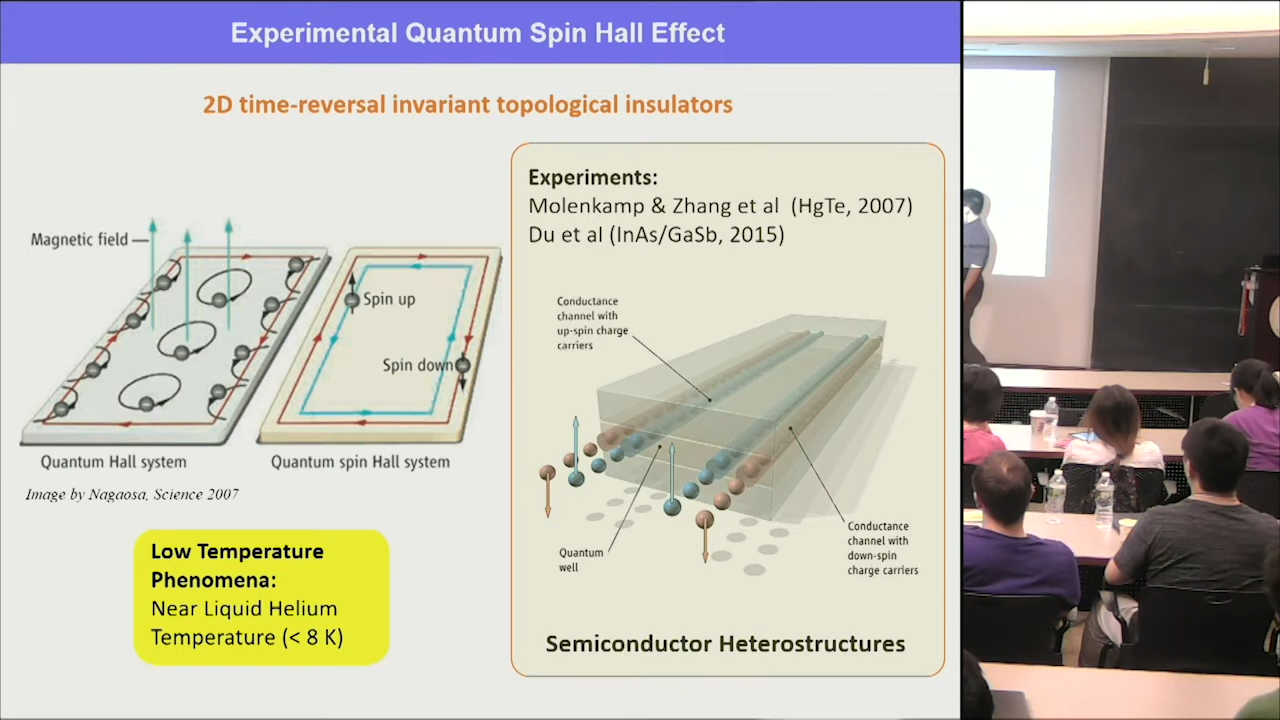 Experimental Quantum Spin Hall Effect
2D time-reversal invariant topological insulators
Magnetic field
Spin up
Spin down
Quantum Hall system
Quantum spin Hall system
Image by Nagaosa, Science 2007
Low Temperature
Phenomena:
Near Liquid Helium
Temperature (< 8 K)
Experiments:
Molenkamp & Zhang et al (HgTe, 2007)
Du et al (InAs/GaSb, 2015)
Conductance
channel with
up-spin charge
carriers
Quantum
well
Conductance
channel with
down-spin
charge carriers
Semiconductor Heterostructures